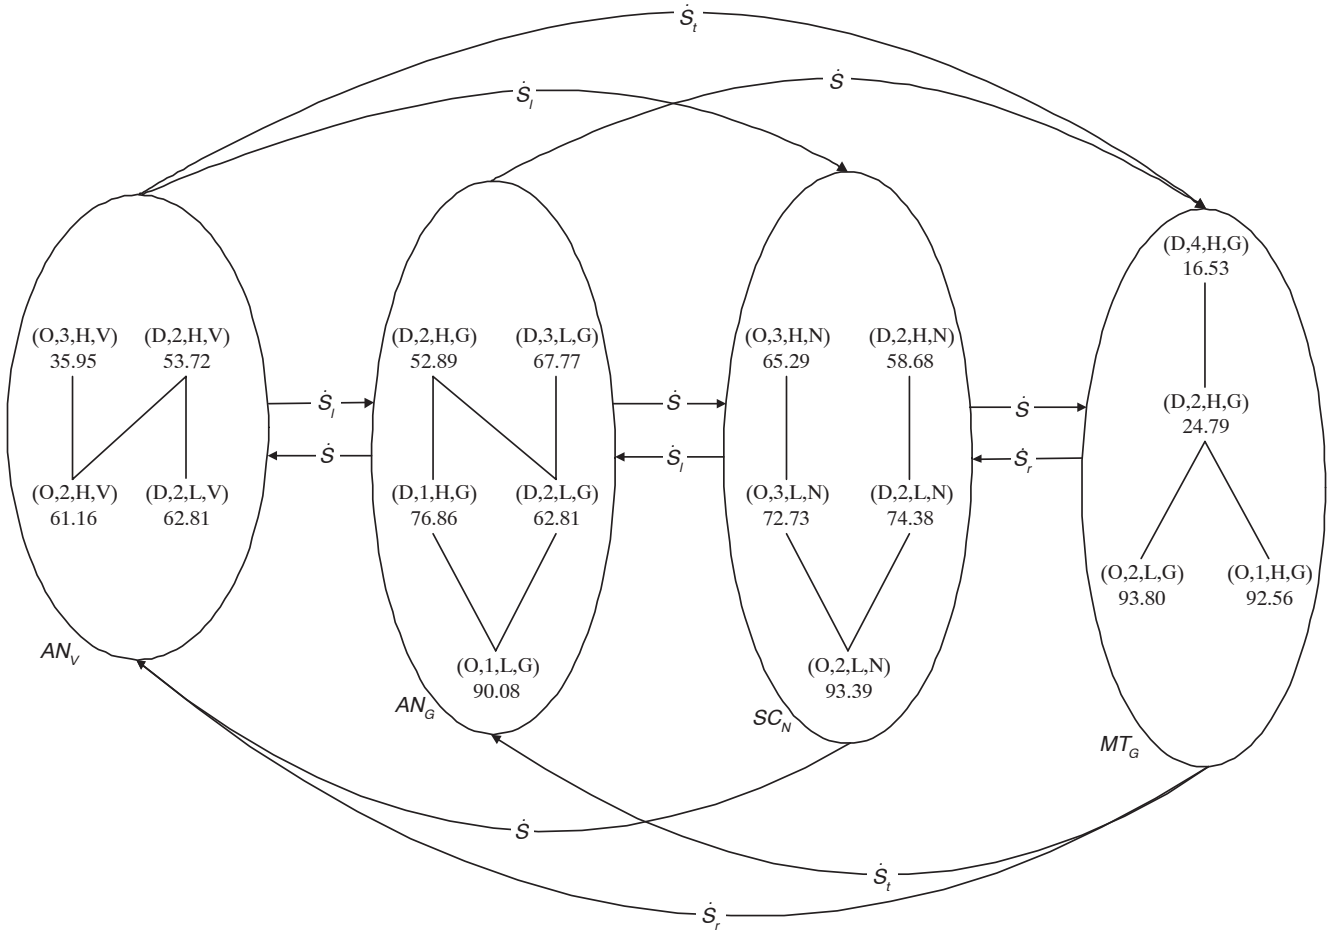 Ṡt
Ṡ
Ṡl
(D,4,H,G)
16.53
(O,3,H,V) (D,2,H,V) (D,2,H,G) (D,3,L,G) (O,3,H,N) (D,2,H,N)
35.95 53.72 52.89 67.77 65.29 58.68
Ṡl Ṡ Ṡ (D,2,H,G)
24.79
Ṡ Ṡl Ṡr
(O,2,H,V) (D,2,L,V) (D,1,H,G) (D,2,L,G) (O,3,L,N) (D,2,L,N)
61.16 62.81 76.86 62.81 72.73 74.38
(O,2,L,G) (O,1,H,G)
93.80 92.56
ANV
(O,1,L,G) (O,2,L,N)
90.08 93.39
ANG SCN
MTG
Ṡ
Ṡt
Ṡr